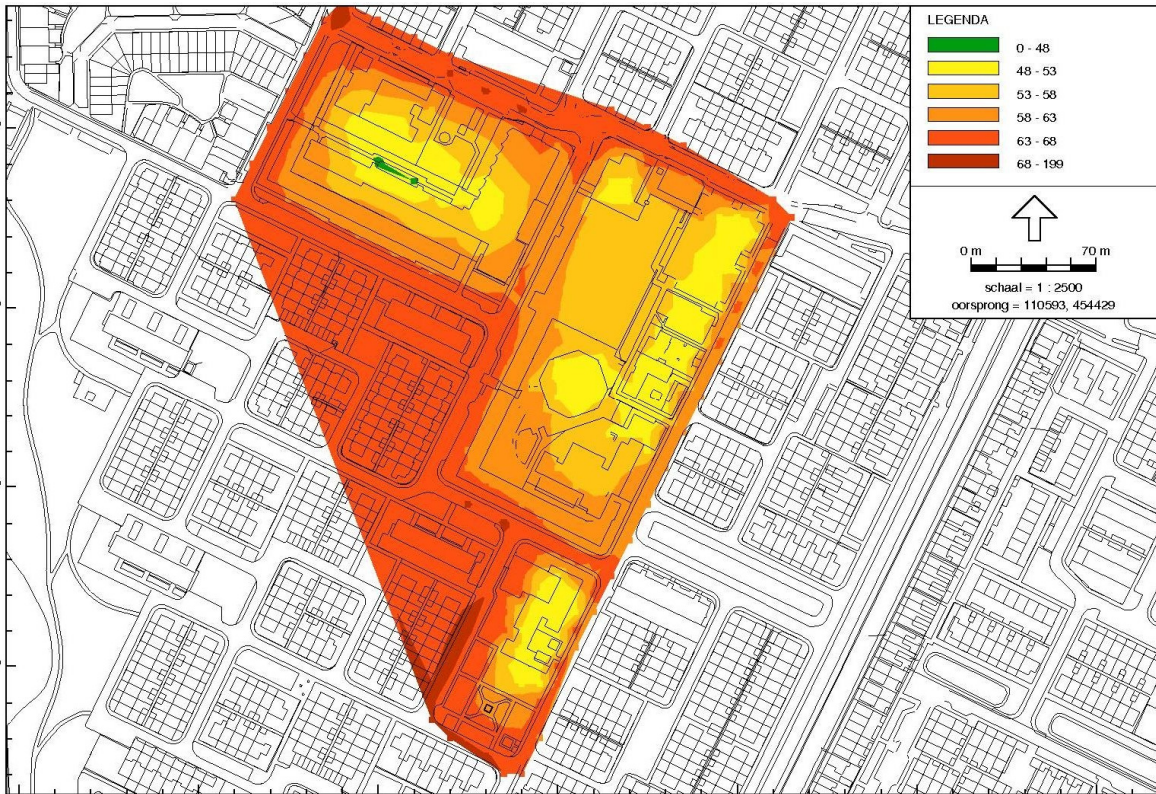 LEGENDA
0 - 48
48 - 53
53 - 58
58 - 63
63 - 68
68 - 199
0 m 70 m
schaal = 1 : 2500
oorsprong = 110593, 454429